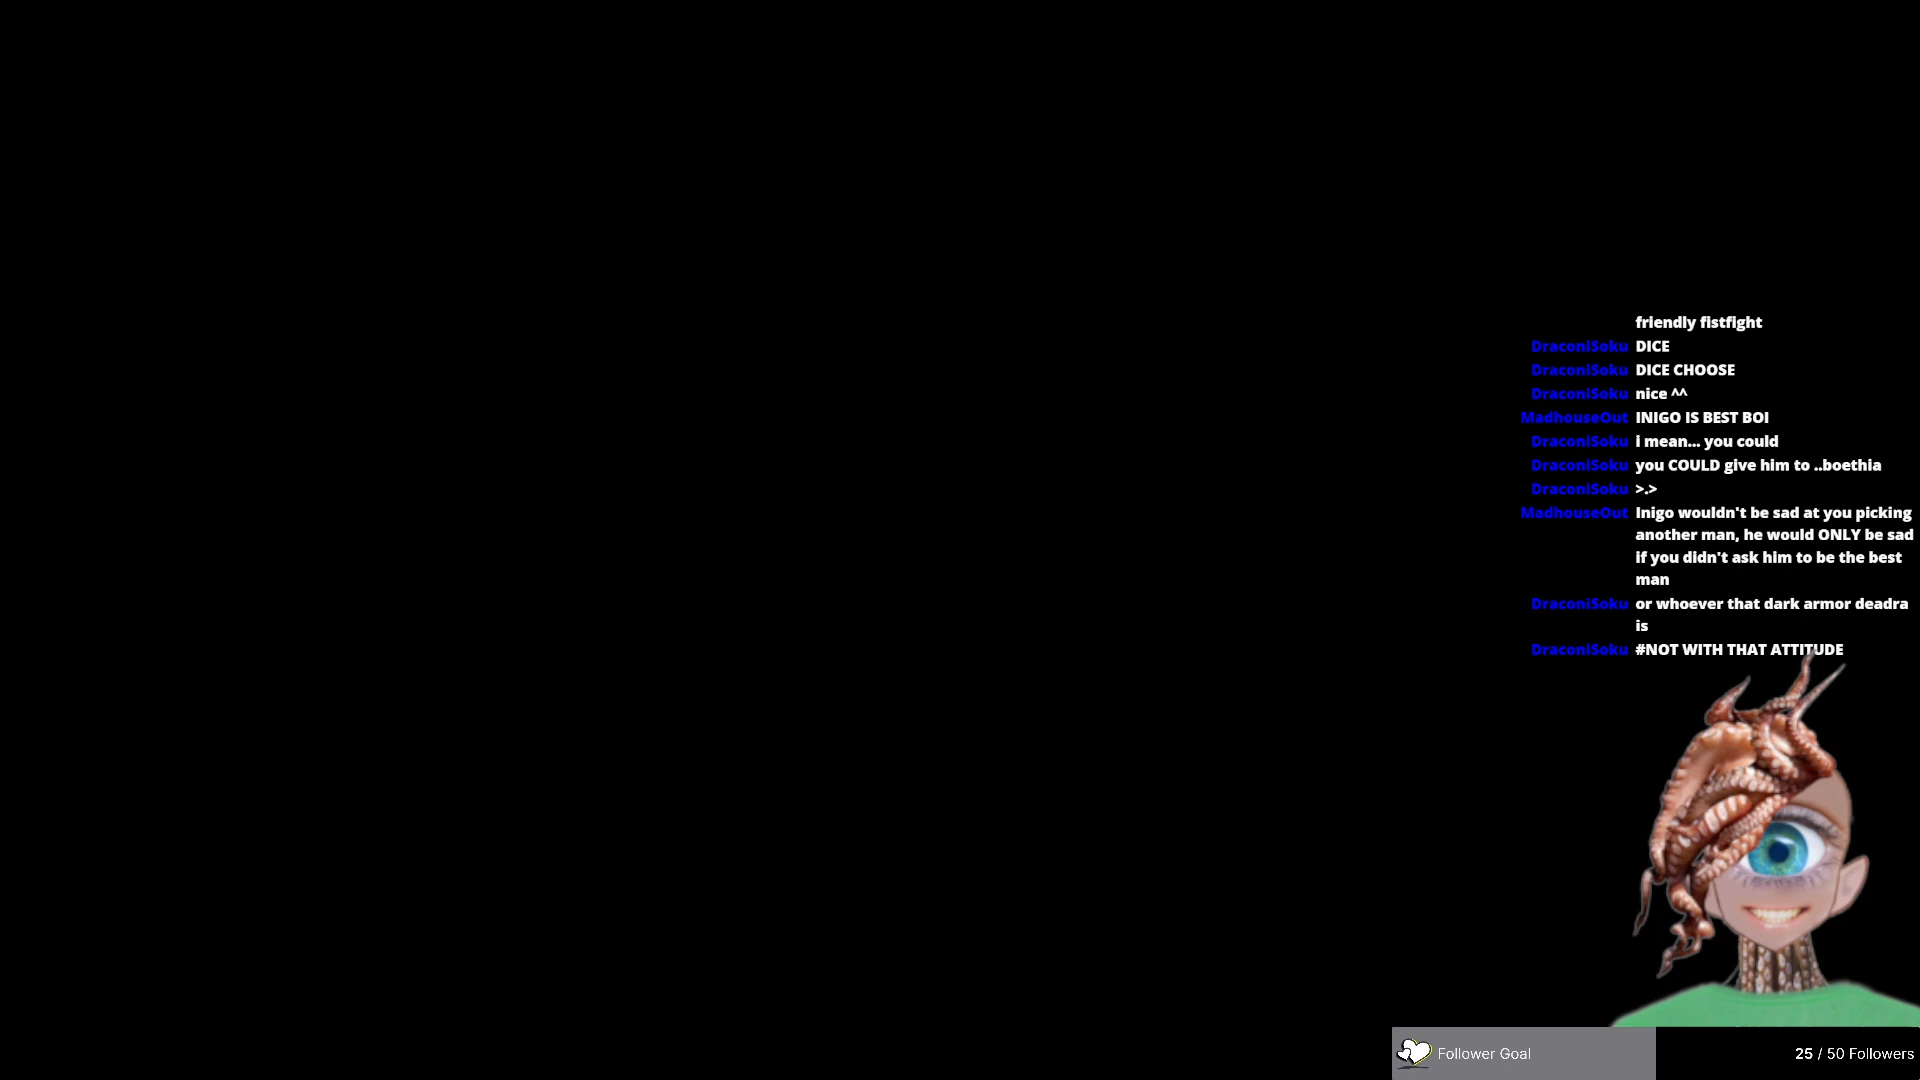 friendly fistfight
DraconiSoku DICE
DraconiSoku DICE CHOOSE
DraconiSoku nice ^^
MadhouseOut INIGO IS BEST BOI
DraconiSoku i mean... you could
DraconiSoku you COULD give him to ..boethia
DraconiSoku >.>
MadhouseOut Inigo wouldn't be sad at you picking
another man, he would ONLY be sad
if you didn't ask him to be the best
man
DraconiSoku or whoever that dark armor deadra
is
DraconiSoku #NOT WITH THAT ATTITUDE
Follower Goal 25 / 50 Followers